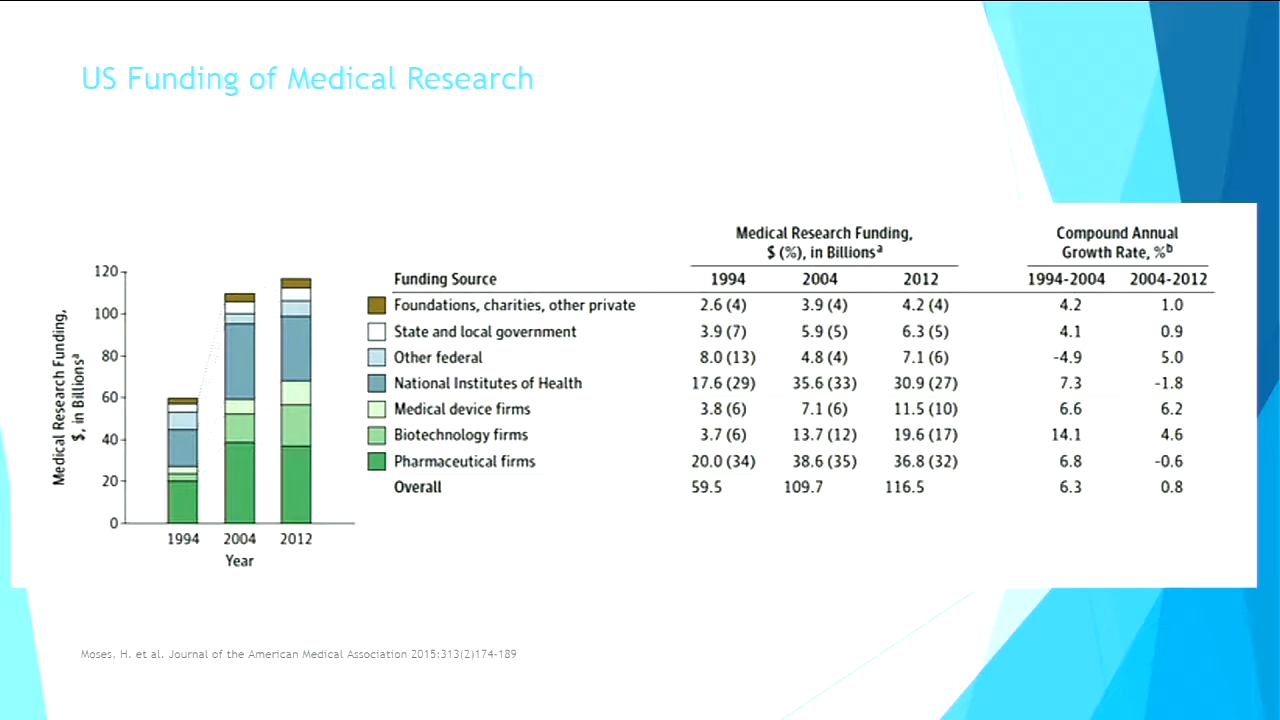 US Funding of Medical Research
Medical Research Funding,
$, in Billionsª
120
100
80
60
40
20
0
1994 2004 2012
Year
Medical Research Funding,
$ (%), in Billionsª
Compound Annual
Growth Rate, %ᵇ
Funding Source 1994 2004 2012 1994-2004 2004-2012
Foundations, charities, other private 2.6 (4) 3.9 (4) 4.2 (4) 4.2 1.0
State and local government 3.9 (7) 5.9 (5) 6.3 (5) 4.1 0.9
Other federal 8.0 (13) 4.8 (4) 7.1 (6) -4.9 5.0
National Institutes of Health 17.6 (29) 35.6 (33) 30.9 (27) 7.3 -1.8
Medical device firms 3.8 (6) 7.1 (6) 11.5 (10) 6.6 6.2
Biotechnology firms 3.7 (6) 13.7 (12) 19.6 (17) 14.1 4.6
Pharmaceutical firms 20.0 (34) 38.6 (35) 36.8 (32) 6.8 -0.6
Overall 59.5 109.7 116.5 6.3 0.8
Moses, H. et al. Journal of the American Medical Association 2015;313(2)174-189